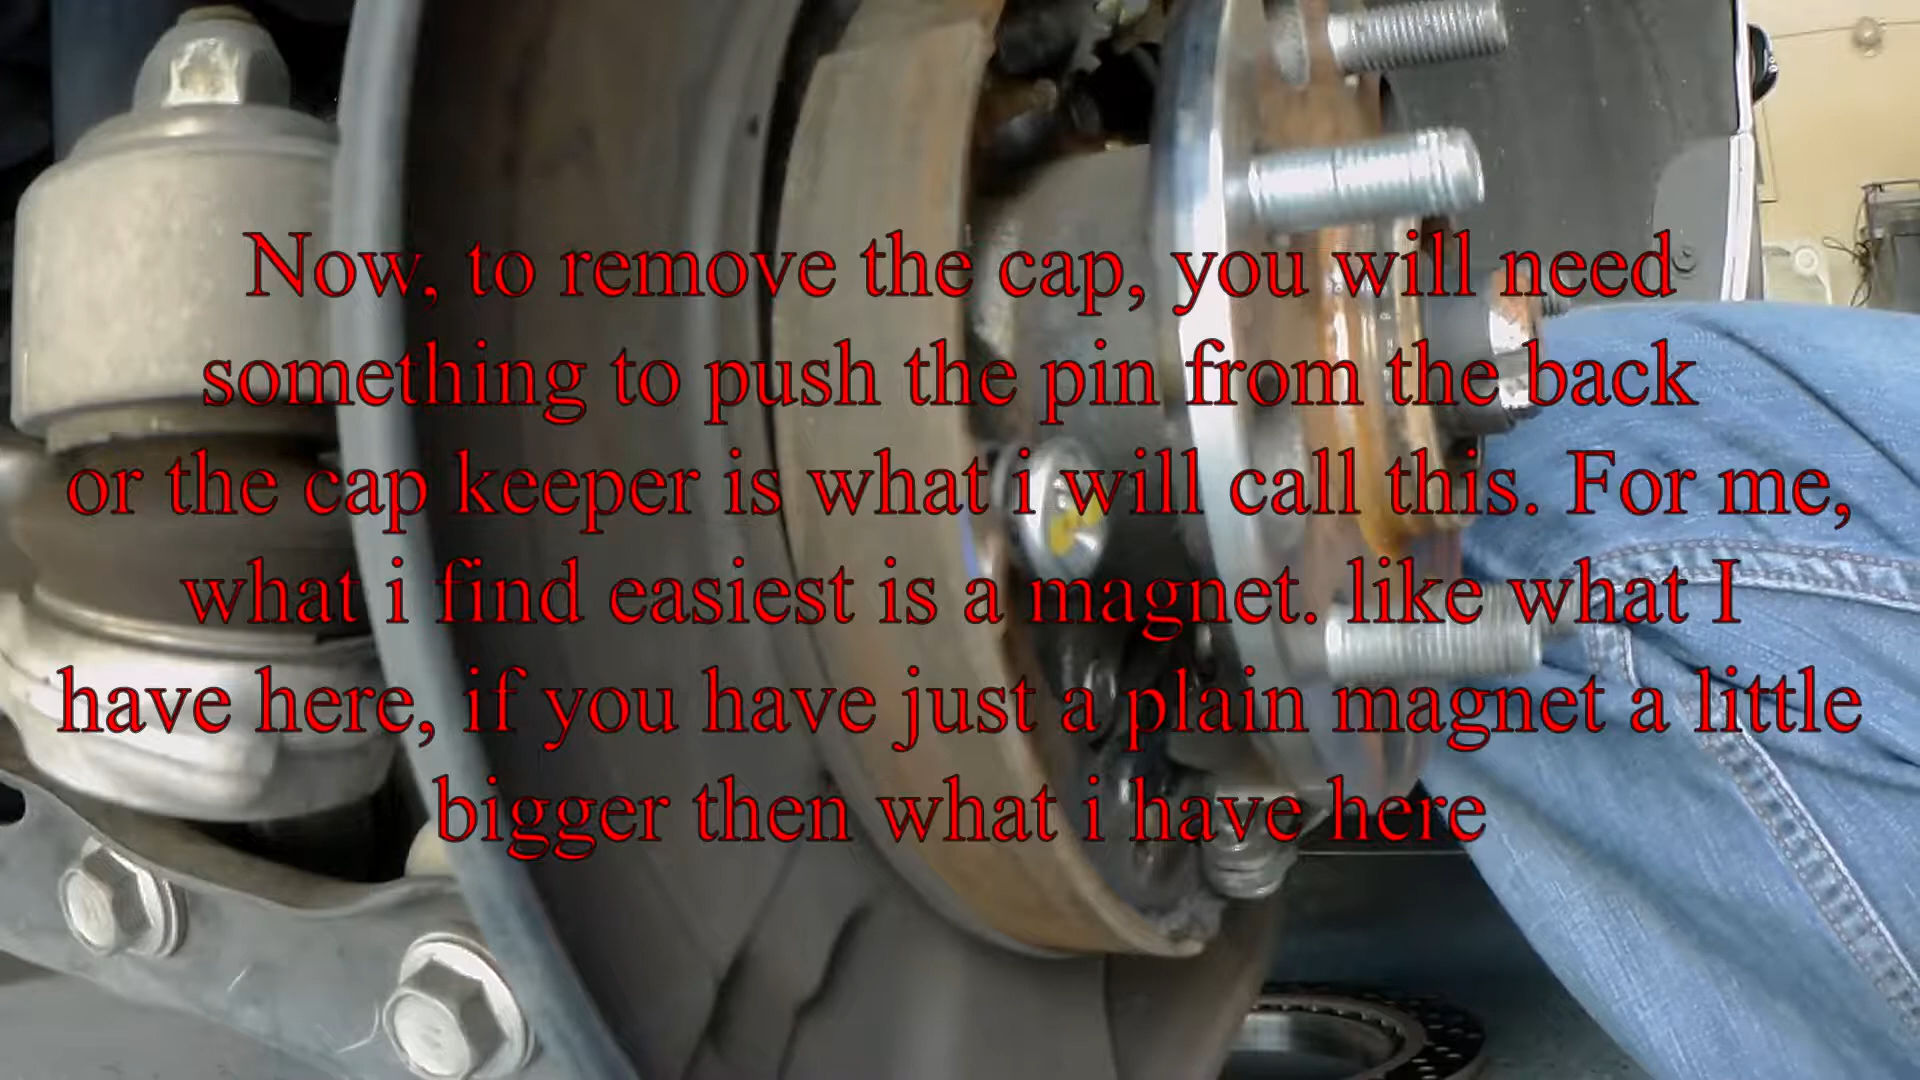 Now, to remove the cap, you will need
something to push the pin from the back
or the cap keeper is what i will call this. For me,
what i find easiest is a magnet. like what I
have here, if you have just a plain magnet a little
bigger then what i have here